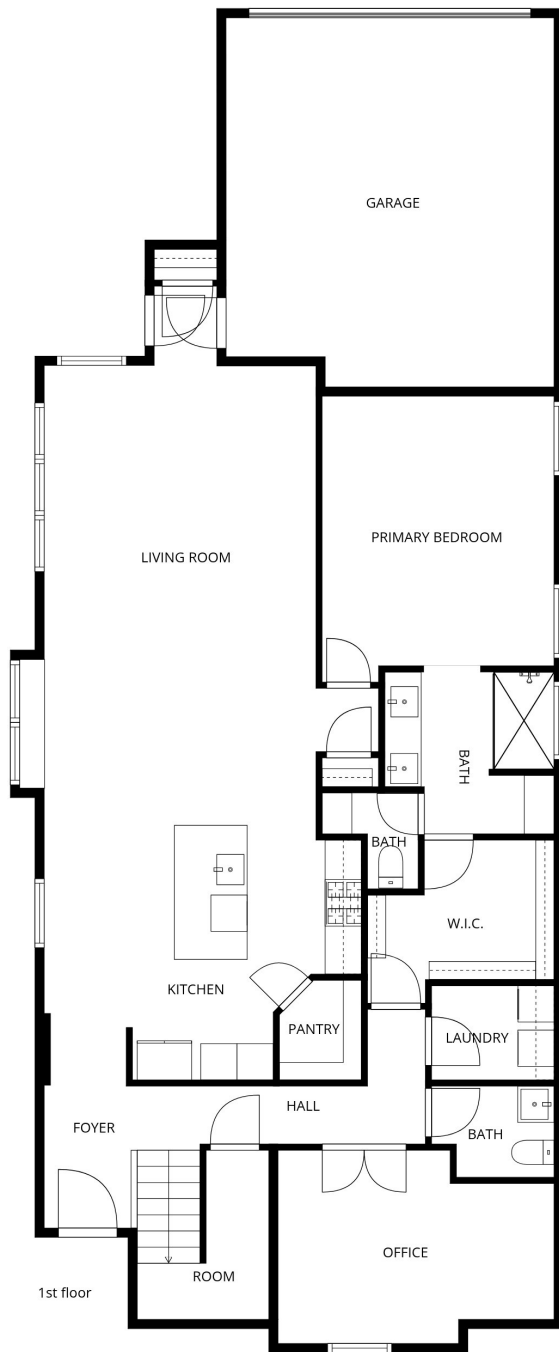 GARAGE
PRIMARY BEDROOM
LIVING ROOM
BATH
BATH
W.I.C.
KITCHEN
PANTRY
LAUNDRY
HALL
FOYER
BATH
OFFICE
ROOM
1st floor